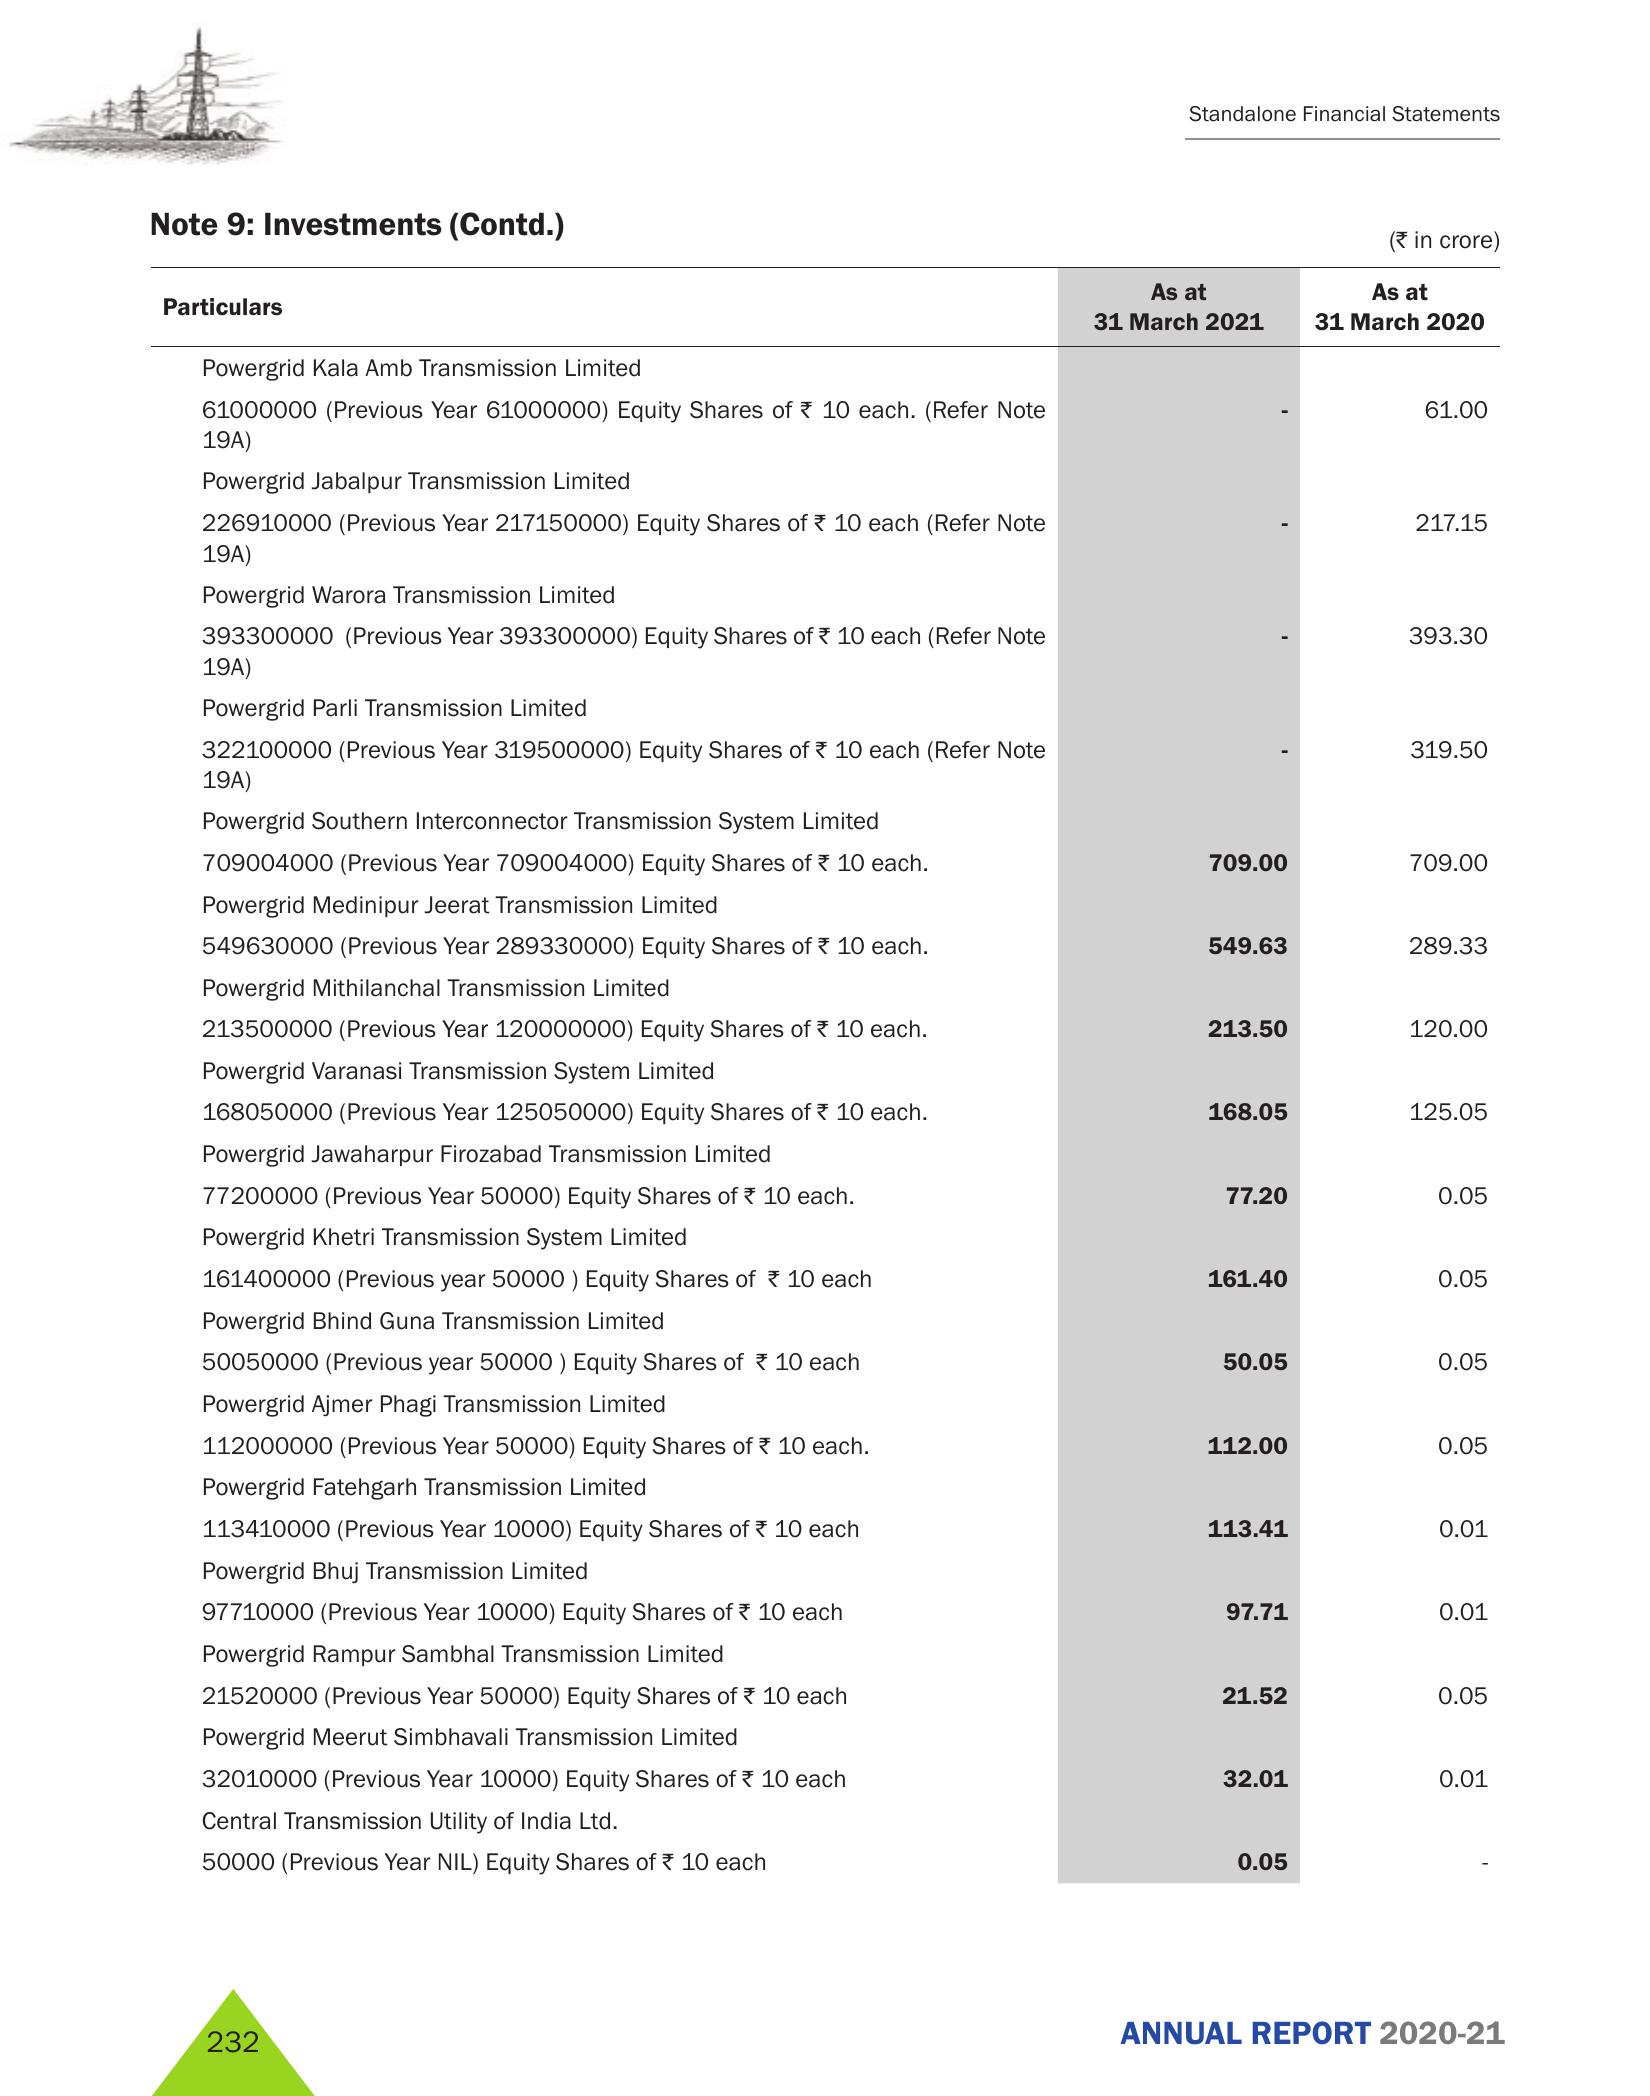 Standalone Financial Statements
Note 9: Investments (Contd.)
(₹ in crore)
Particulars
As at
31 March 2021
As at
31 March 2020
Powergrid Kala Amb Transmission Limited
61000000 (Previous Year 61000000) Equity Shares of ₹ 10 each. (Refer Note - 61.00
19A)
Powergrid Jabalpur Transmission Limited
226910000 (Previous Year 217150000) Equity Shares of ₹ 10 each (Refer Note - 217.15
19A)
Powergrid Warora Transmission Limited
393300000 (Previous Year 393300000) Equity Shares of ₹ 10 each (Refer Note - 393.30
19A)
Powergrid Parli Transmission Limited
322100000 (Previous Year 319500000) Equity Shares of ₹ 10 each (Refer Note - 319.50
19A)
Powergrid Southern Interconnector Transmission System Limited
709004000 (Previous Year 709004000) Equity Shares of ₹ 10 each. 709.00 709.00
Powergrid Medinipur Jeerat Transmission Limited
549630000 (Previous Year 289330000) Equity Shares of ₹ 10 each. 549.63 289.33
Powergrid Mithilanchal Transmission Limited
213500000 (Previous Year 120000000) Equity Shares of ₹ 10 each. 213.50 120.00
Powergrid Varanasi Transmission System Limited
168050000 (Previous Year 125050000) Equity Shares of ₹ 10 each. 168.05 125.05
Powergrid Jawaharpur Firozabad Transmission Limited
77200000 (Previous Year 50000) Equity Shares of ₹ 10 each. 77.20 0.05
Powergrid Khetri Transmission System Limited
161400000 (Previous year 50000 ) Equity Shares of ₹ 10 each 161.40 0.05
Powergrid Bhind Guna Transmission Limited
50050000 (Previous year 50000 ) Equity Shares of ₹ 10 each 50.05 0.05
Powergrid Ajmer Phagi Transmission Limited
112000000 (Previous Year 50000) Equity Shares of ₹ 10 each. 112.00 0.05
Powergrid Fatehgarh Transmission Limited
113410000 (Previous Year 10000) Equity Shares of ₹ 10 each 113.41 0.01
Powergrid Bhuj Transmission Limited
97710000 (Previous Year 10000) Equity Shares of ₹ 10 each 97.71 0.01
Powergrid Rampur Sambhal Transmission Limited
21520000 (Previous Year 50000) Equity Shares of ₹ 10 each 21.52 0.05
Powergrid Meerut Simbhavali Transmission Limited
32010000 (Previous Year 10000) Equity Shares of ₹ 10 each 32.01 0.01
Central Transmission Utility of India Ltd.
50000 (Previous Year NIL) Equity Shares of ₹ 10 each 0.05 -
232
ANNUAL REPORT 2020-21